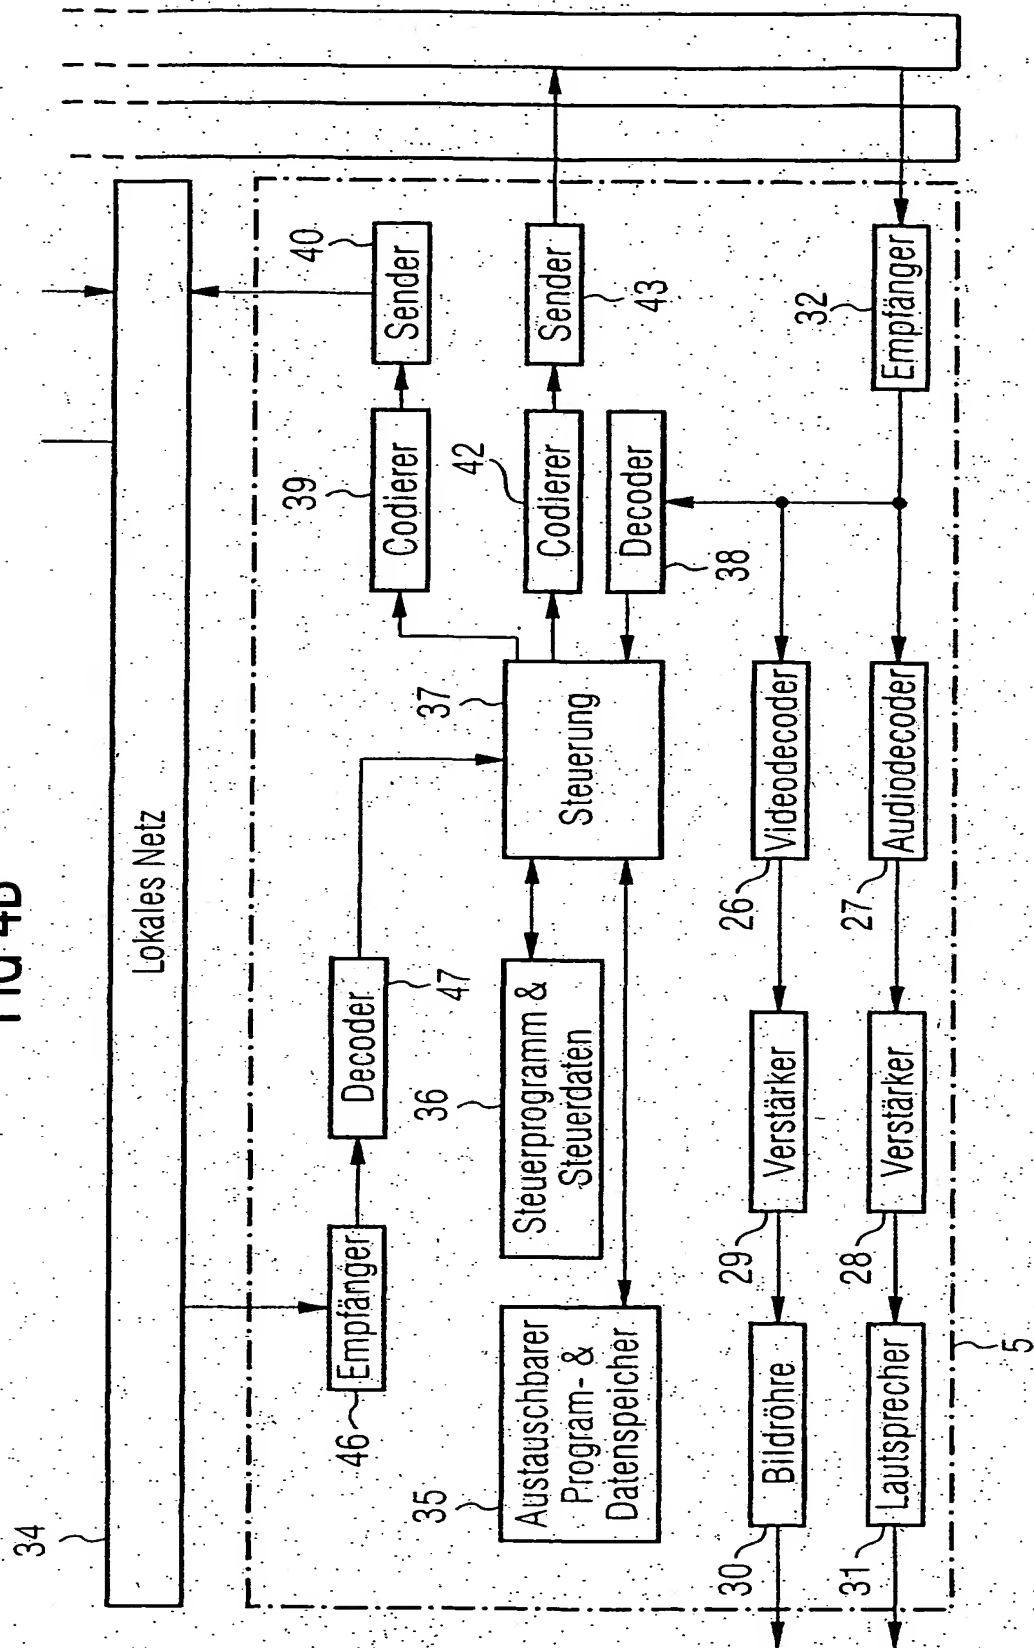 FIG 4B
34
Lokales Netz
46
Empfänger
Decoder
47
39
Codierer
40
Sender
35
Austauschbarer
Program- &
Datenspeicher
36
Steuerprogramm &
Steuerdaten
37
Steuerung
42
Codierer
Sender
43
Decoder
38
30
Bildröhre
29
Verstärker
26
Videodecoder
31
Lautsprecher
28
Verstärker
27
Audiodecoder
32
Empfänger
5